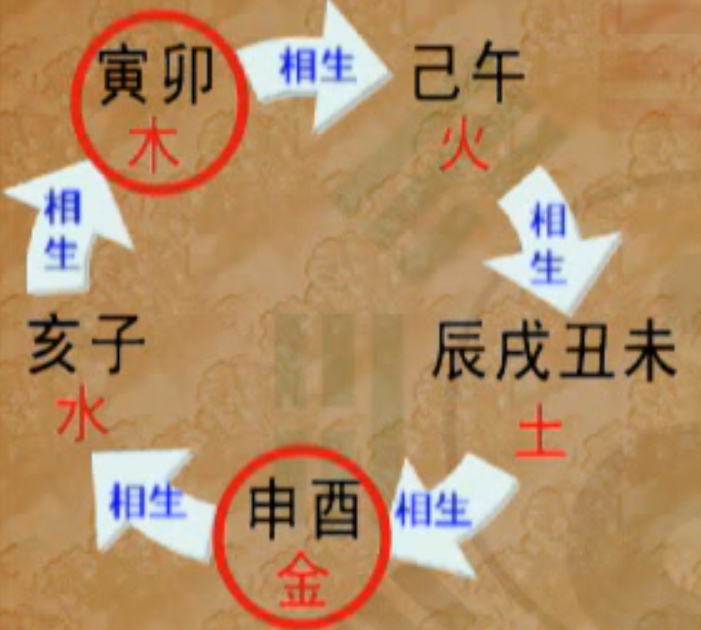 寅卯
木
相生
己午
火
相
生
相
生
亥子
水
辰戌丑未
土
相生
申酉
金
相生